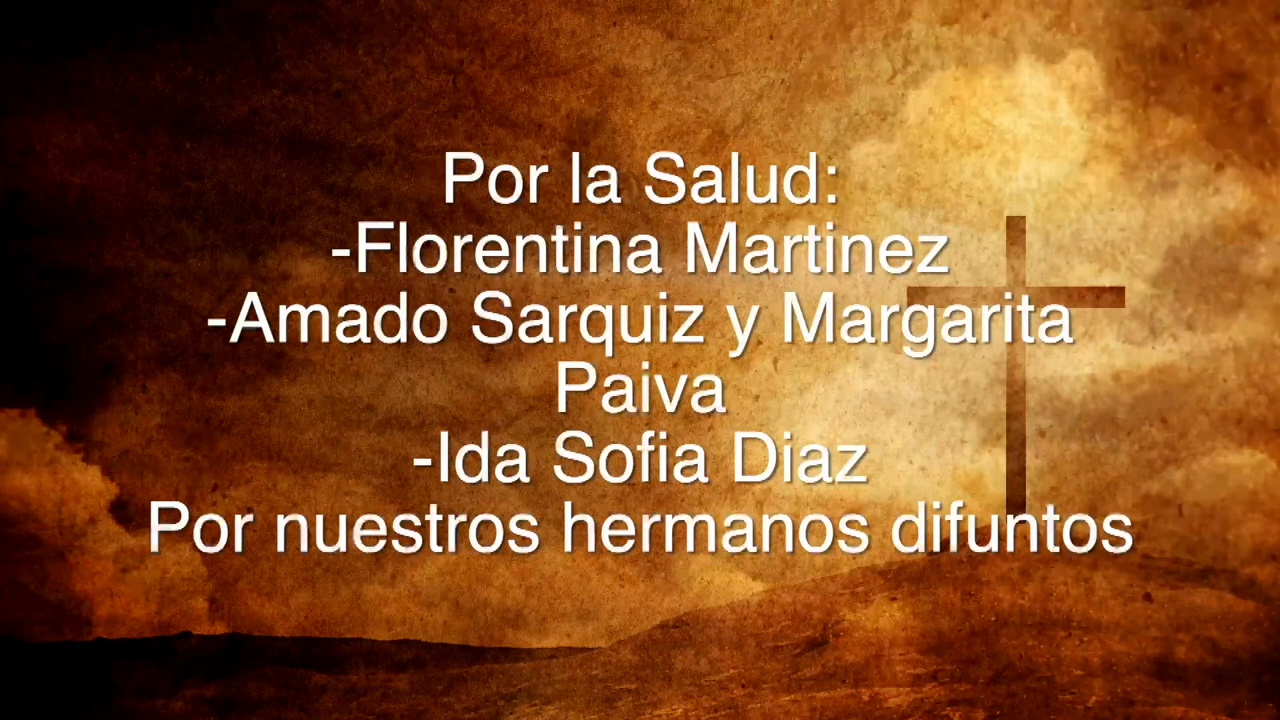 Por la Salud:
-Florentina Martinez
-Amado Sarquiz y Margarita
Paiva
-Ida Sofia Diaz
Por nuestros hermanos difuntos